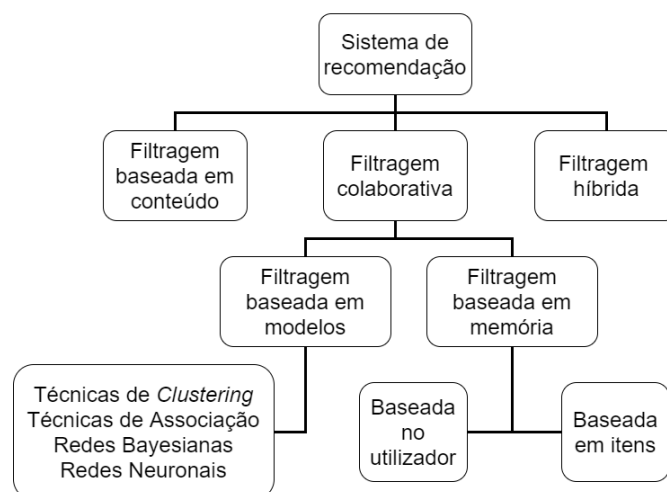 Sistema de
recomendação
Filtragem
baseada em
conteúdo
Filtragem
colaborativa
Filtragem
híbrida
Filtragem
baseada em
modelos
Filtragem
baseada em
memória
Técnicas de Clustering
Técnicas de Associação
Redes Bayesianas
Redes Neuronais
Baseada
no
utilizador
Baseada
em itens